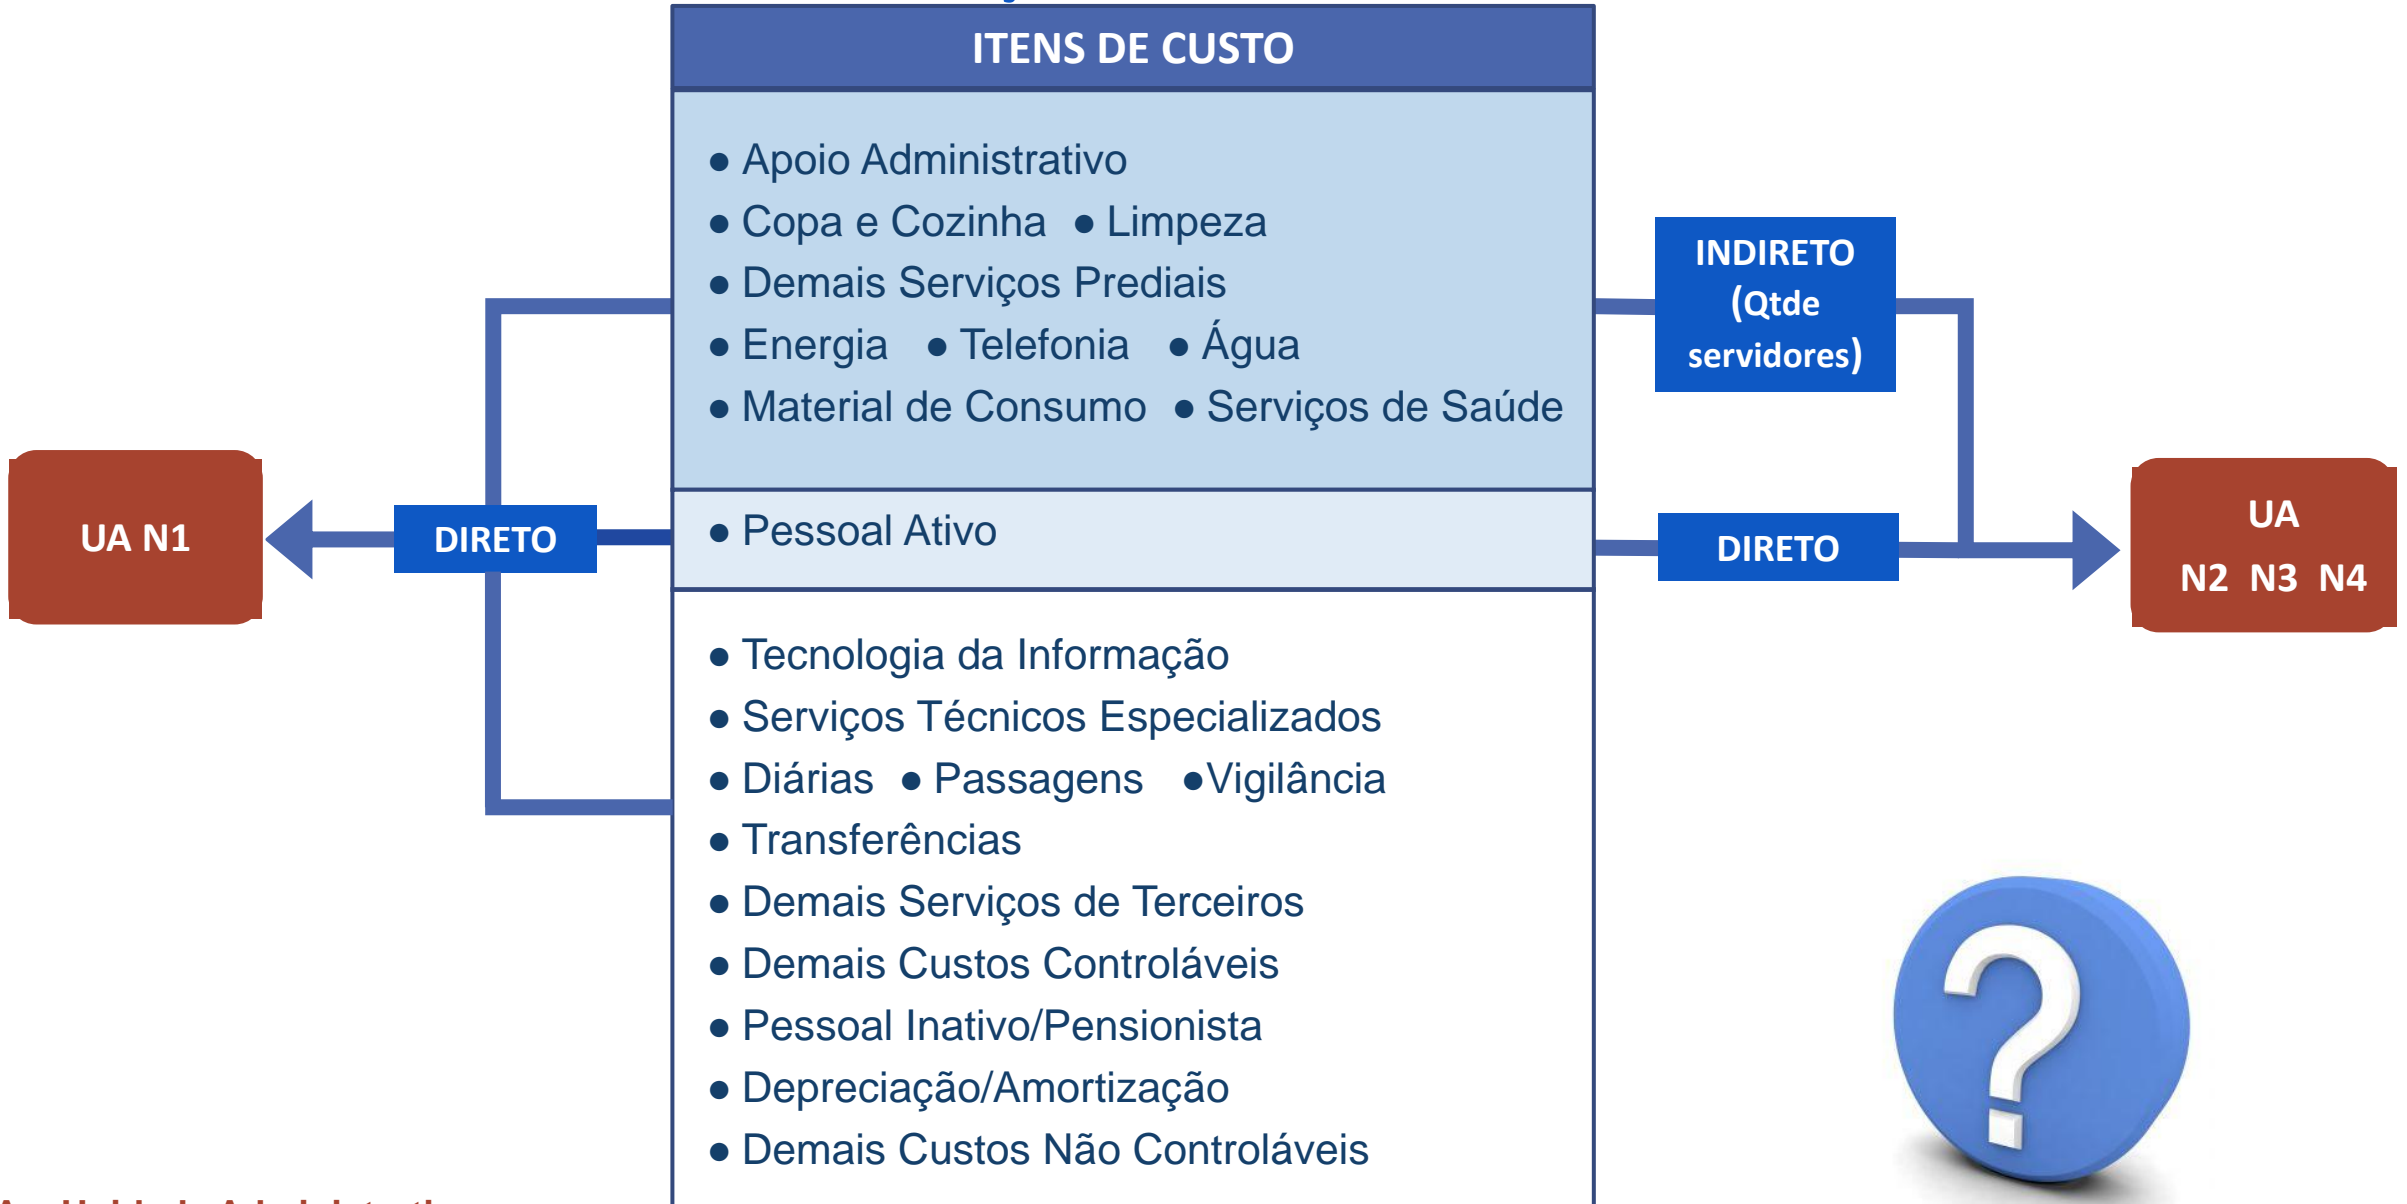 ITENS DE CUSTO
● Apoio Administrativo
● Copa e Cozinha ● Limpeza
● Demais Serviços Prediais
● Energia ● Telefonia ● Água
● Material de Consumo ● Serviços de Saúde
● Pessoal Ativo
● Tecnologia da Informação
● Serviços Técnicos Especializados
● Diárias ● Passagens ●Vigilância
● Transferências
● Demais Serviços de Terceiros
● Demais Custos Controláveis
● Pessoal Inativo/Pensionista
● Depreciação/Amortização
● Demais Custos Não Controláveis
UA N1
DIRETO
INDIRETO
(Qtde
servidores)
DIRETO
UA
N2 N3 N4
?